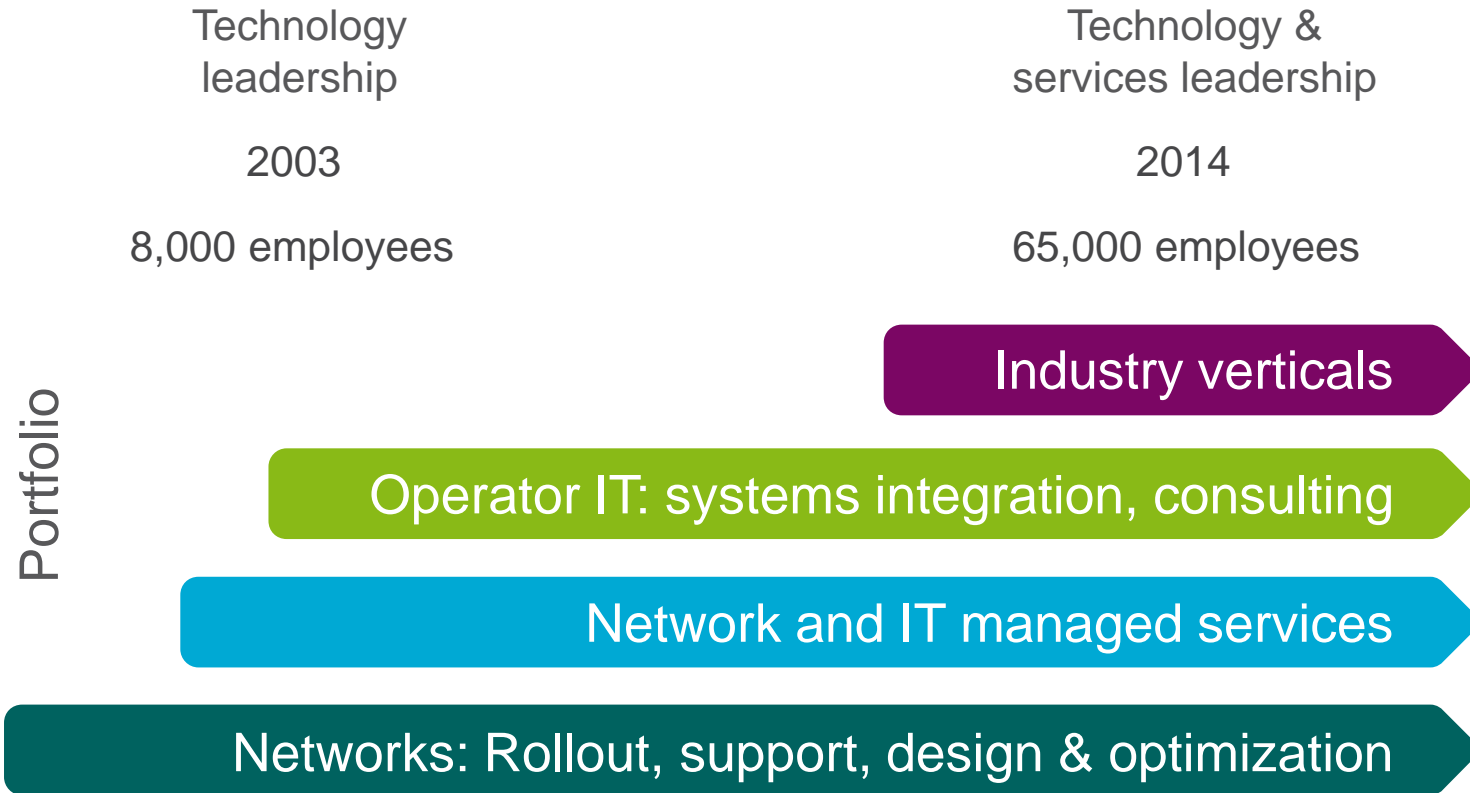 Technology
leadership
2003
8,000 employees
Technology &
services leadership
2014
65,000 employees
Portfolio
Industry verticals
Operator IT: systems integration, consulting
Network and IT managed services
Networks: Rollout, support, design & optimization